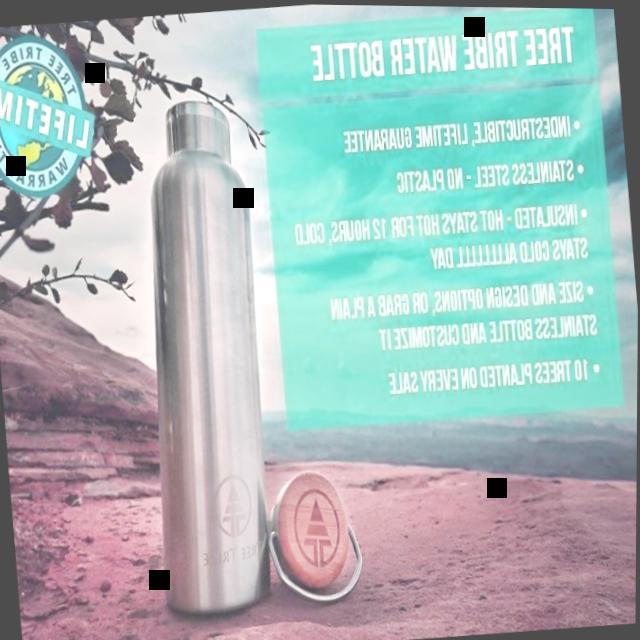 TREE TRIBE WATER BOTTLE
• INDESTRUCTIBLE, LIFETIME GUARANTEE
• STAINLESS STEEL - NO PLASTIC
• INSULATED - HOT STAYS HOT FOR 12 HOURS, COLD
STAYS COLD ALLLLLLL DAY
• SIZE AND DESIGN OPTIONS, OR GRAB A PLAIN
STAINLESS BOTTLE AND CUSTOMIZE IT
• 10 TREES PLANTED ON EVERY SALE
TREE TRIBE
LIFETIM
WARRA
TREE TRIBE